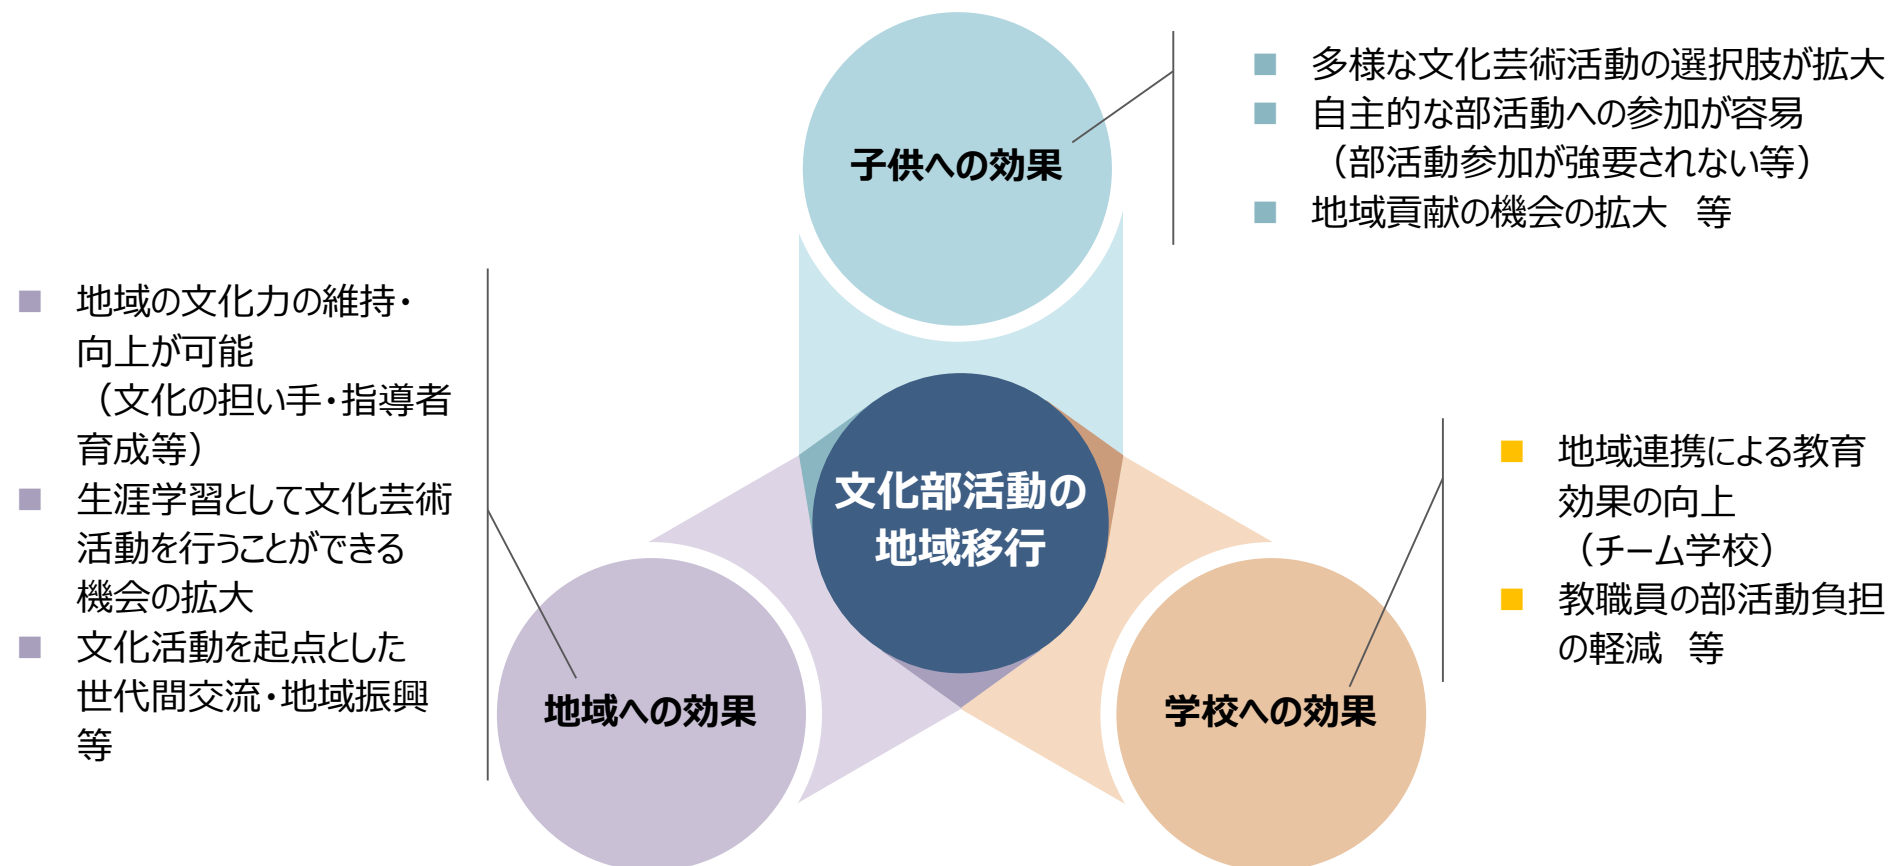 子供への効果
多様な文化芸術活動の選択肢が拡大
自主的な部活動への参加が容易
（部活動参加が強要されない等）
地域貢献の機会の拡大　等
地域の文化力の維持・
向上が可能
（文化の担い手・指導者
育成等）
生涯学習として文化芸術
活動を行うことができる
機会の拡大
文化活動を起点とした
世代間交流・地域振興
等
文化部活動の
地域移行
地域連携による教育
効果の向上
（チーム学校）
教職員の部活動負担
の軽減　等
地域への効果
学校への効果